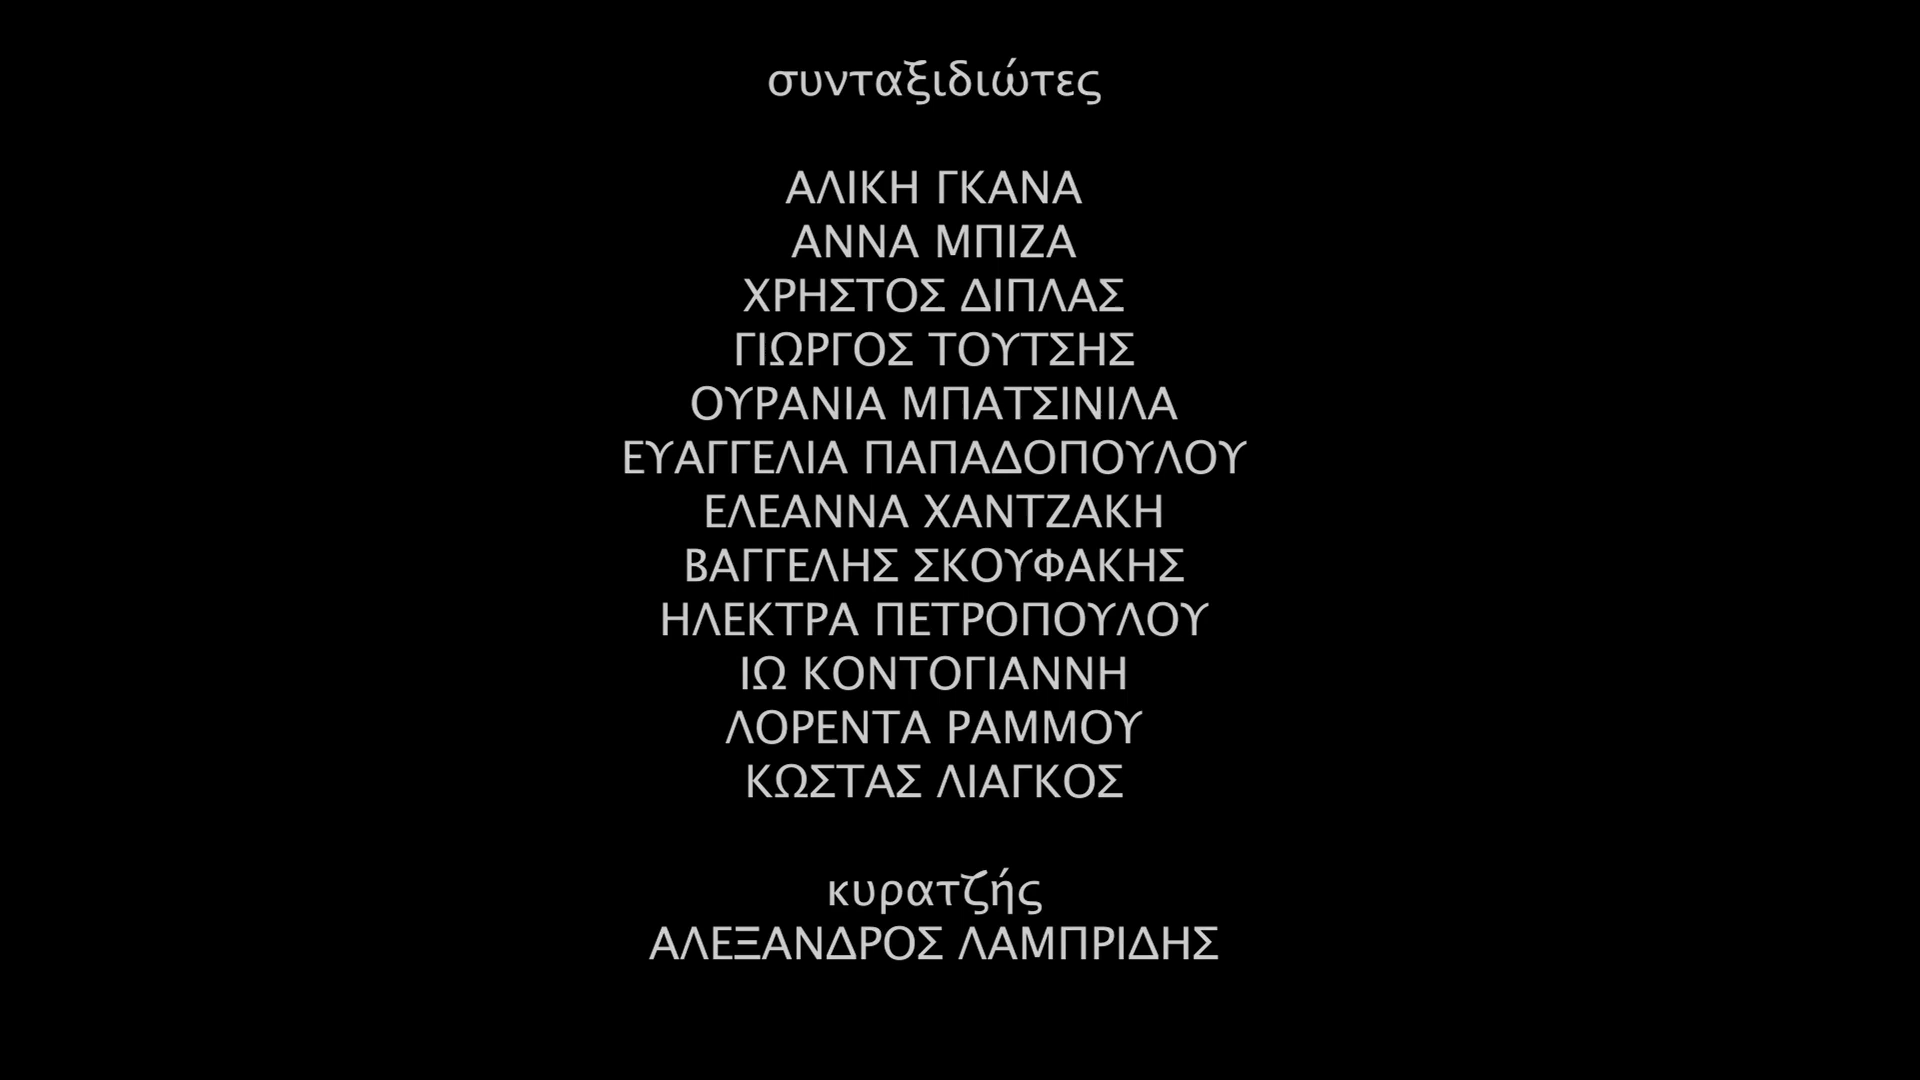 συνταξιδιώτες
ΑΛΙΚΗ ΓΚΑΝΑ
ΑΝΝΑ ΜΠΙΖΑ
ΧΡΗΣΤΟΣ ΔΙΠΛΑΣ
ΓΙΩΡΓΟΣ ΤΟΥΤΣΗΣ
ΟΥΡΑΝΙΑ ΜΠΑΤΣΙΝΙΛΑ
ΕΥΑΓΓΕΛΙΑ ΠΑΠΑΔΟΠΟΥΛΟΥ
ΕΛΕΑΝΝΑ ΧΑΝΤΖΑΚΗ
ΒΑΓΓΕΛΗΣ ΣΚΟΥΦΑΚΗΣ
ΗΛΕΚΤΡΑ ΠΕΤΡΟΠΟΥΛΟΥ
ΙΩ ΚΟΝΤΟΓΙΑΝΝΗ
ΛΟΡΕΝΤΑ ΡΑΜΜΟΥ
ΚΩΣΤΑΣ ΛΙΑΓΚΟΣ
κυρατζής
ΑΛΕΞΑΝΔΡΟΣ ΛΑΜΠΡΙΔΗΣ